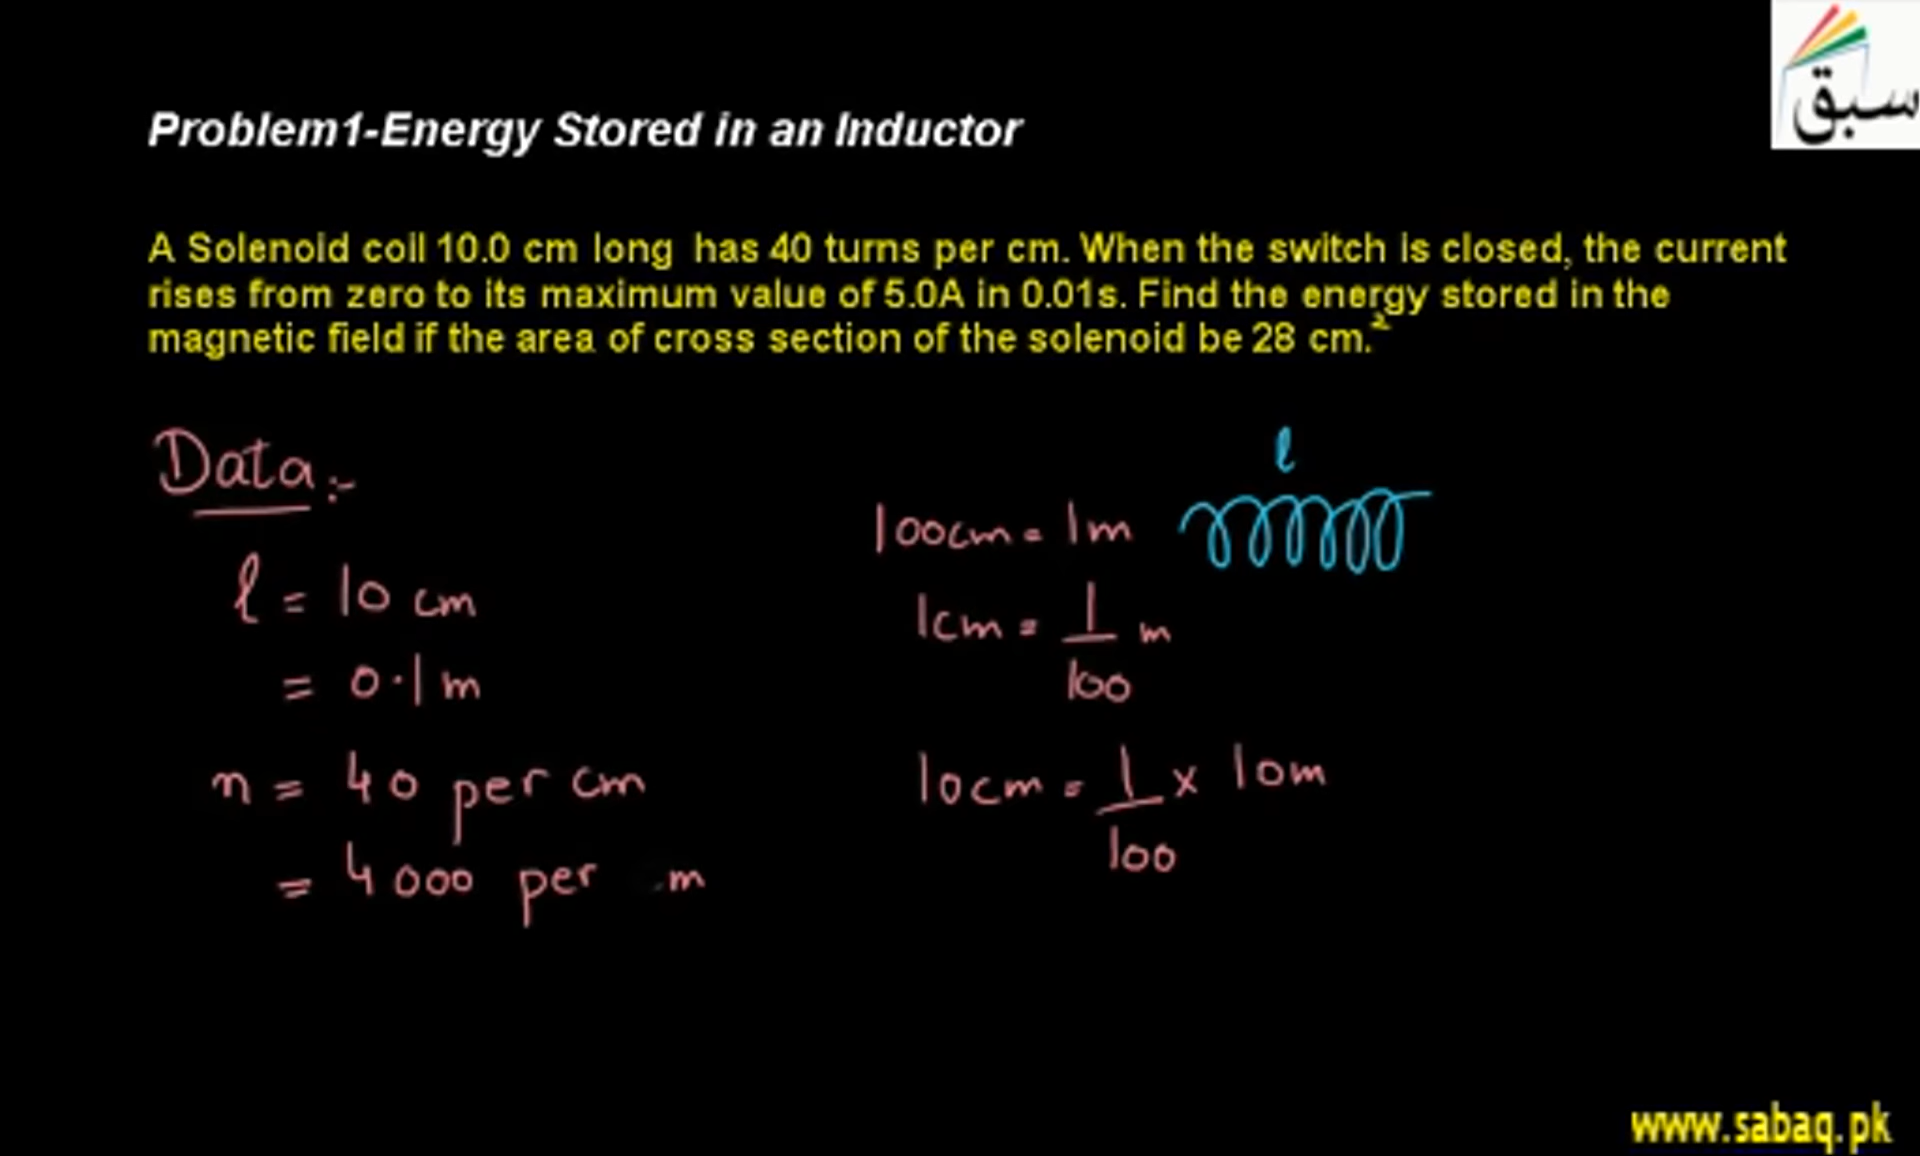 سبق
Problem1-Energy Stored in an Inductor
A Solenoid coil 10.0 cm long has 40 turns per cm. When the switch is closed, the current
rises from zero to its maximum value of 5.0A in 0.01s. Find the energy stored in the
magnetic field if the area of cross section of the solenoid be 28 cm.²
Data:-
l = 10 cm
= 0.1 m
n = 40 per cm
= 4000 per m
l
100cm = 1m
1cm = 1/100 m
10cm = 1/100 x 10m
www.sabaq.pk